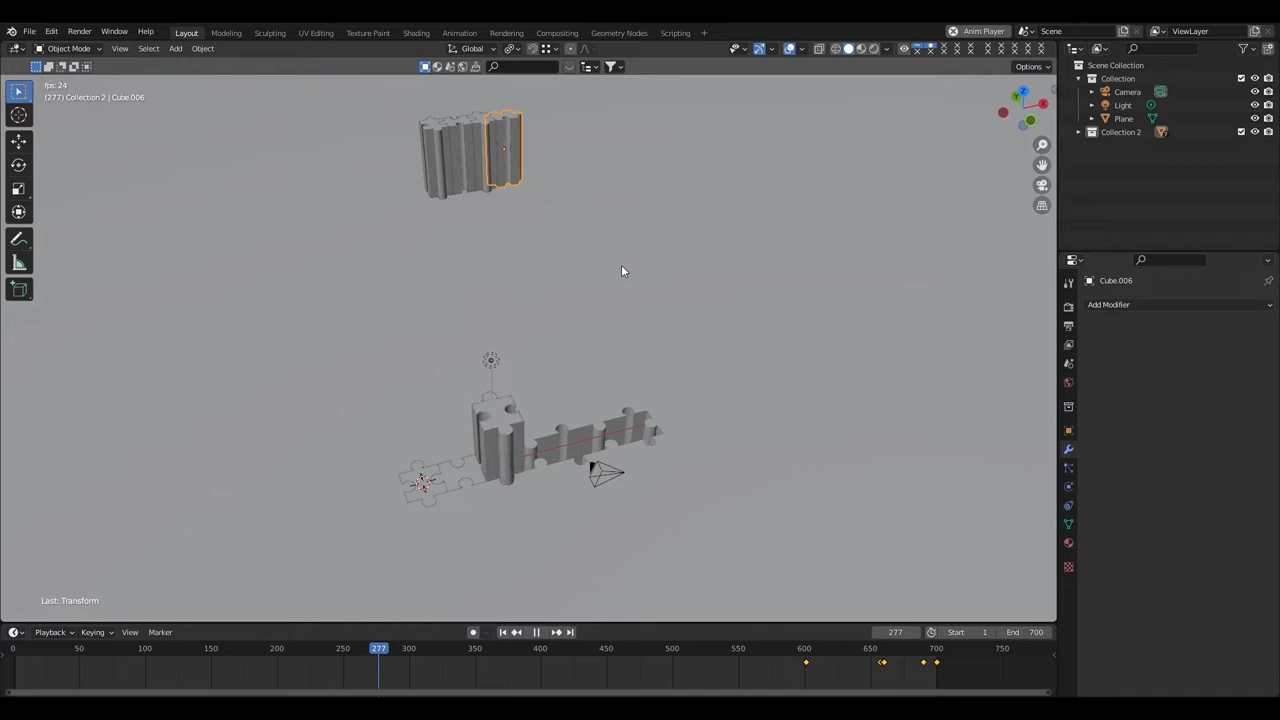 File Edit Render Window Help Layout Modeling Sculpting UV Editing Texture Paint Shading Animation Rendering Compositing Geometry Nodes Scripting Anim Player Scene ViewLayer
Object Mode View Select Add Object Global
Options
fps: 24
(277) Collection 2 | Cube.006
Scene Collection
Collection
Camera
Light
Plane
Collection 2
Cube.006
Add Modifier
Last: Transform
Playback Keying View Marker 277 Start 1 End 700
0 50 100 150 200 250 277 300 350 400 450 500 550 600 650 700 750